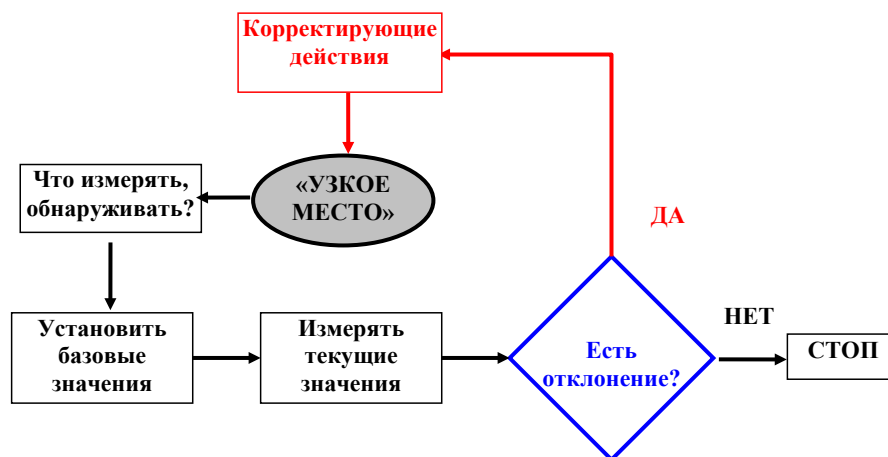 Корректирующие
действия
«УЗКОЕ
МЕСТО»
Что измерять,
обнаруживать?
Установить
базовые
значения
Измерять
текущие
значения
Есть
отклонение?
ДА
НЕТ
СТОП